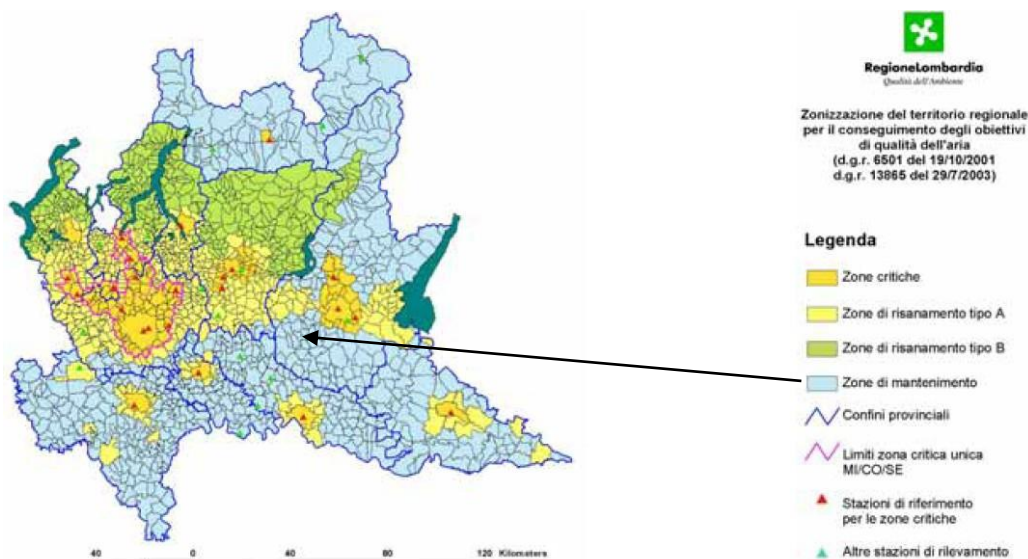 RegioneLombardia
Qualità dell'Ambiente
Zonizzazione del territorio regionale
per il conseguimento degli obiettivi
di qualità dell'aria
(d.g.r. 6501 del 19/10/2001
d.g.r. 13865 del 29/7/2003)
Legenda
Zone critiche
Zone di risanamento tipo A
Zone di risanamento tipo B
Zone di mantenimento
Confini provinciali
Limiti zona critica unica
MI/CO/SE
Stazioni di riferimento
per le zone critiche
Altre stazioni di rilevamento
40 0 40 80 120 Kilometers